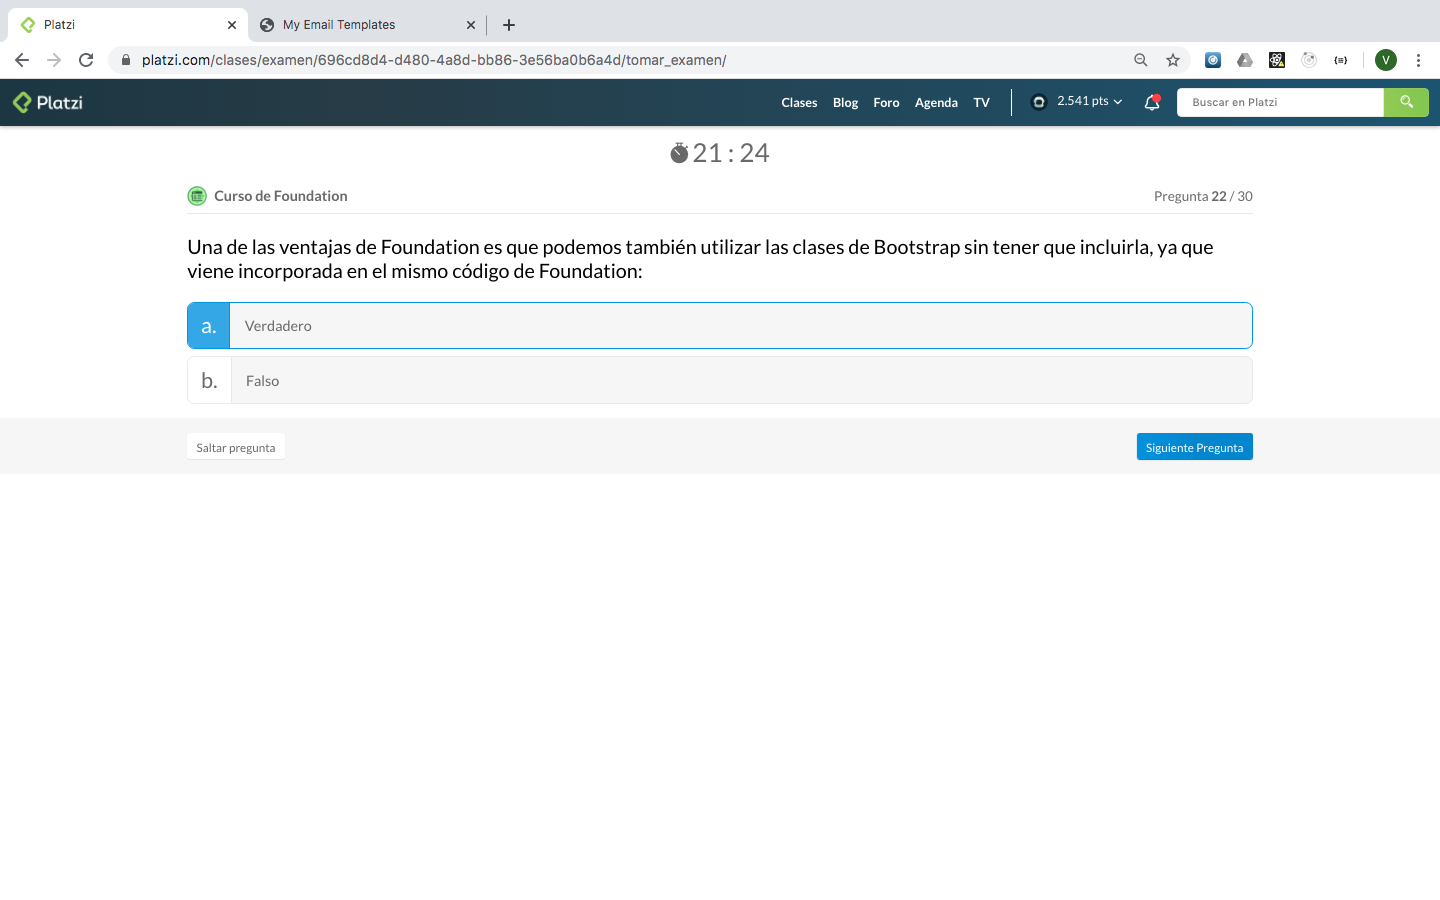 Platzi
My Email Templates
platzi.com/clases/examen/696cd8d4-d480-4a8d-bb86-3e56ba0b6a4d/tomar_examen/
V
Platzi
Clases Blog Foro Agenda TV
2.541 pts
Buscar en Platzi
21 : 24
Curso de Foundation
Pregunta 22 / 30
Una de las ventajas de Foundation es que podemos también utilizar las clases de Bootstrap sin tener que incluirla, ya que
viene incorporada en el mismo código de Foundation:
a. Verdadero
b. Falso
Saltar pregunta
Siguiente Pregunta